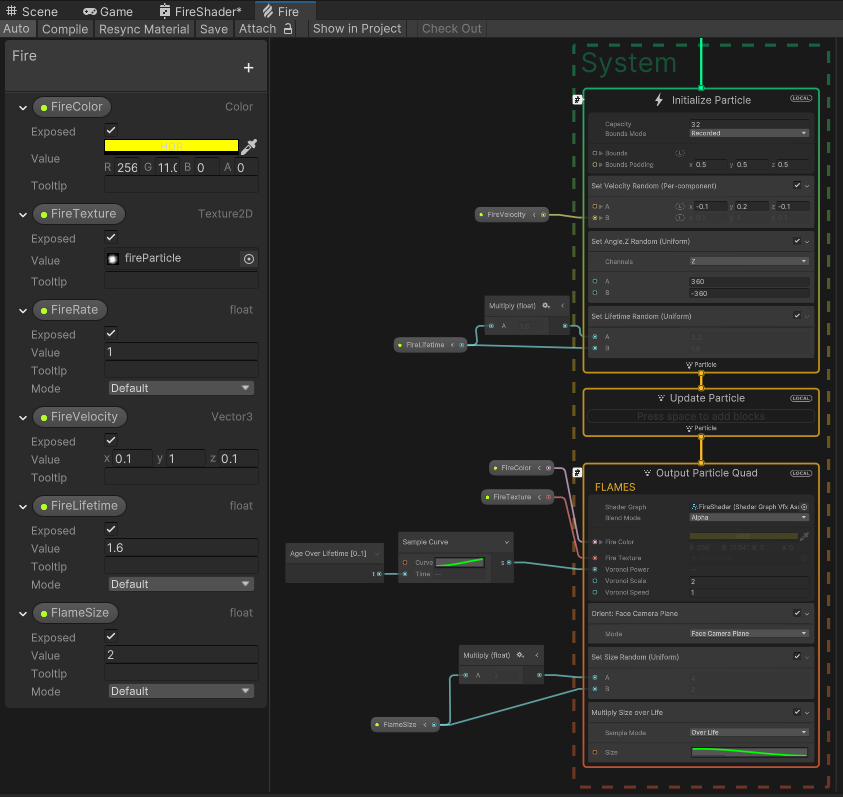 Scene Game FireShader* Fire
Auto Compile Resync Material Save Attach Show in Project Check Out
Fire
+
FireColor Color
Exposed
Value
R 256 G 11.0 B 0 A 0
Tooltip
FireTexture Texture2D
Exposed
Value fireParticle
Tooltip
FireRate float
Exposed
Value 1
Tooltip
Mode Default
FireVelocity Vector3
Exposed
Value x 0.1 y 1 z 0.1
Tooltip
FireLifetime float
Exposed
Value 1.6
Tooltip
Mode Default
FlameSize float
Exposed
Value 2
Tooltip
Mode Default
System
Initialize Particle LOCAL
Capacity 32
Bounds Mode Recorded
Bounds
Bounds Padding x 0.5 y 0.5 z 0.5
Set Velocity Random (Per-component)
A L x -0.1 y 0.2 z -0.1
B
FireVelocity
Set Angle.Z Random (Uniform)
Channels Z
A 360
B -360
Multiply (float)
A
FireLifetime
Set Lifetime Random (Uniform)
A
B
Particle
Update Particle LOCAL
Press space to add blocks
Particle
Output Particle Quad LOCAL
FLAMES
Shader Graph FireShader (Shader Graph Vfx Ass
Blend Mode Alpha
FireColor
FireTexture
Fire Color
Fire Texture
Voronoi Power
Voronoi Scale 2
Voronoi Speed 1
Age Over Lifetime [0..1]
t
Sample Curve
Curve
Time
s
Orient: Face Camera Plane
Mode Face Camera Plane
Set Size Random (Uniform)
A
B
Multiply (float)
A
FlameSize
Multiply Size over Life
Sample Mode Over Life
Size